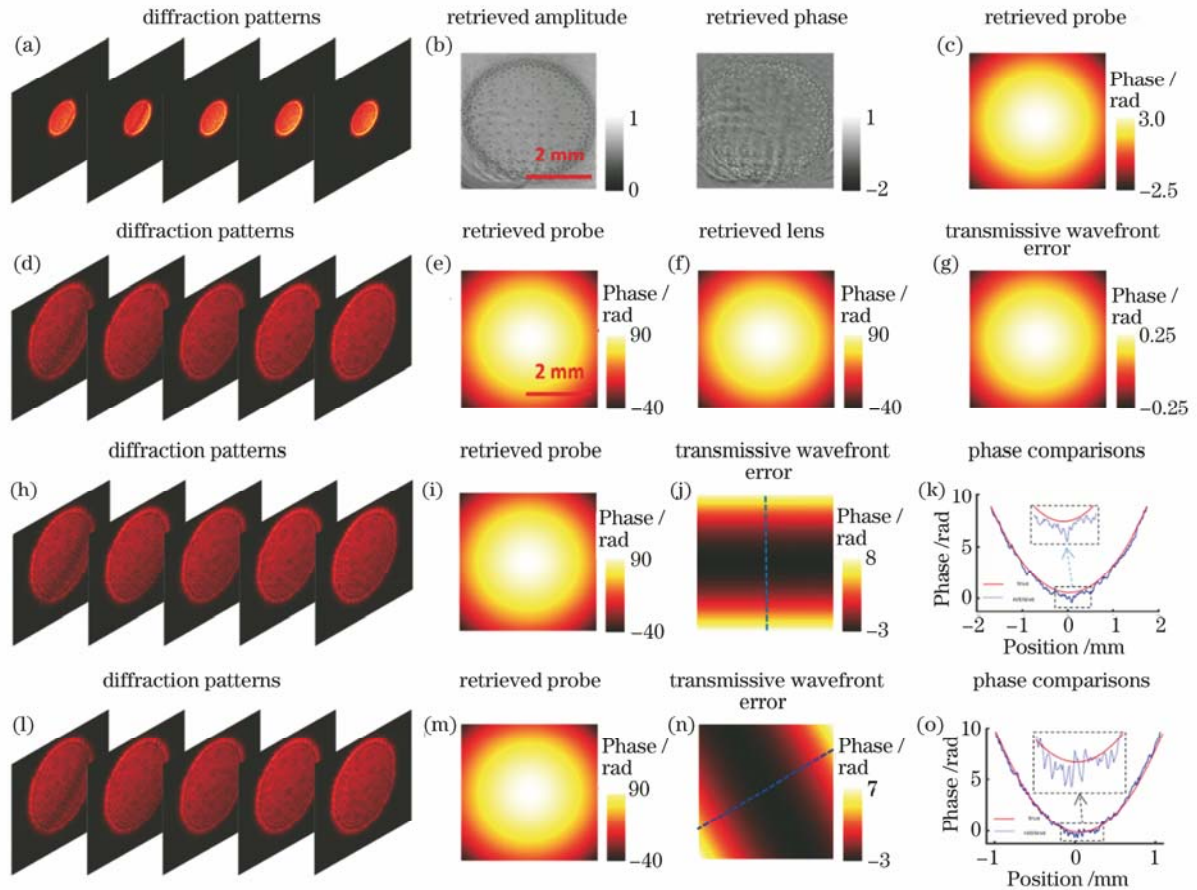 diffraction patterns
retrieved amplitude
retrieved phase
retrieved probe
(a)
(b)
(c)
2 mm
1
0
1
−2
Phase /
rad
3.0
−2.5
diffraction patterns
retrieved probe
retrieved lens
transmissive wavefront
error
(d)
(e)
(f)
(g)
2 mm
Phase /
rad
90
−40
Phase /
rad
90
−40
Phase /
rad
0.25
−0.25
diffraction patterns
retrieved probe
transmissive wavefront
error
phase comparisons
(h)
(i)
(j)
(k)
Phase /
rad
90
−40
Phase /
rad
8
−3
Phase /rad
10
5
0
true
retrieve
−2
−1
0
1
2
Position /mm
diffraction patterns
retrieved probe
transmissive wavefront
error
phase comparisons
(l)
(m)
(n)
(o)
Phase /
rad
90
−40
Phase /
rad
7
−3
Phase /rad
10
5
0
true
retrieve
−1
0
1
Position /mm